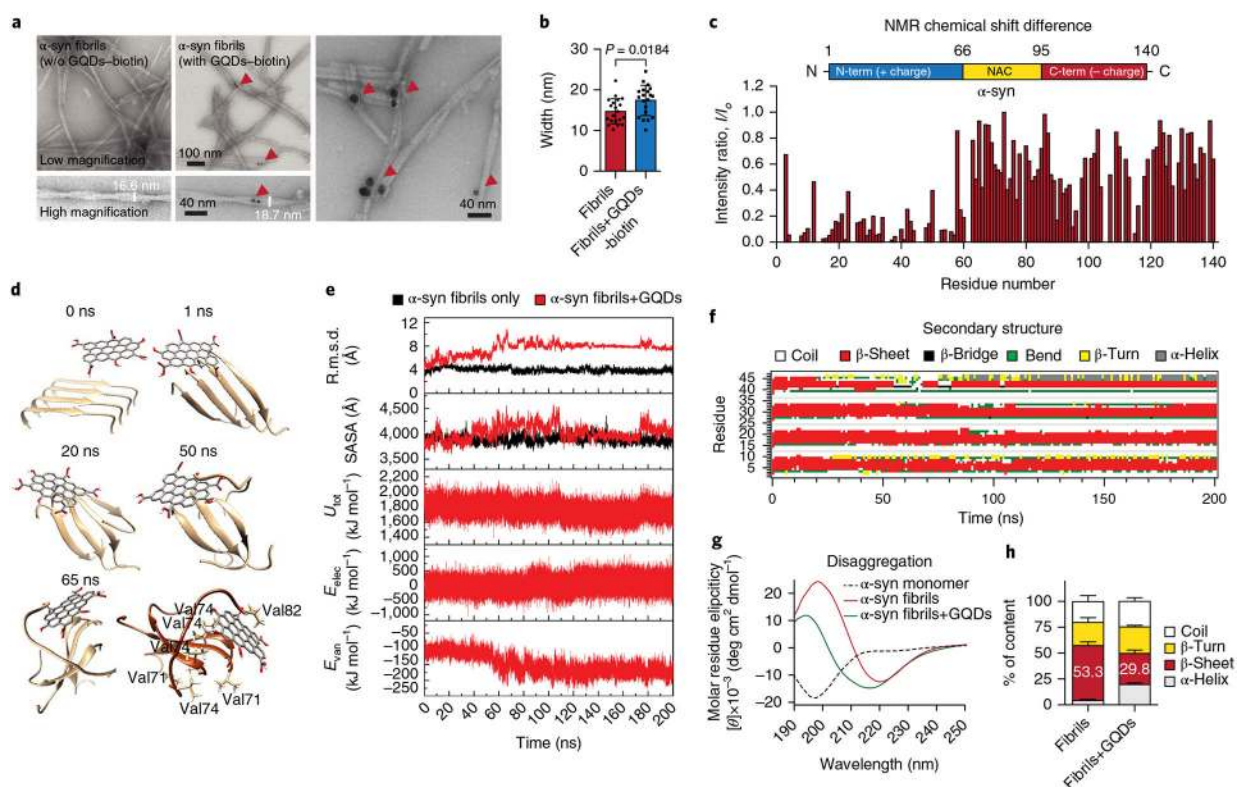 a
α-syn fibrils
(w/o GQDs–biotin)
α-syn fibrils
(with GQDs–biotin)
Low magnification
100 nm
16.6 nm
High magnification
40 nm
18.7 nm
40 nm
b
P = 0.0184
Width (nm)
30
20
10
0
Fibrils
Fibrils+GQDs
-biotin
c
NMR chemical shift difference
1 66 95 140
N N-term (+ charge) NAC C-term (– charge) C
α-syn
Intensity ratio, I/Io
1.2
1.0
0.8
0.6
0.4
0.2
0.0
0 20 40 60 80 100 120 140
Residue number
d
0 ns
1 ns
20 ns
50 ns
65 ns
Val74
Val74
Val82
Val74
Val71
Val74
Val71
e
α-syn fibrils only α-syn fibrils+GQDs
R.m.s.d.
(Å)
12
8
4
0
SASA (Å)
4,500
4,000
3,500
Utot
(kJ mol−1)
2,200
2,000
1,800
1,600
1,400
Eelec
(kJ mol−1)
1,000
500
0
−500
−1,000
Evan
(kJ mol−1)
−50
−100
−150
−200
−250
0 20 40 60 80 100 120 140 160 180 200
Time (ns)
f
Secondary structure
Coil β-Sheet β-Bridge Bend β-Turn α-Helix
Residue
45
40
35
30
25
20
15
10
5
0 50 100 150 200
Time (ns)
g
Disaggregation
α-syn monomer
α-syn fibrils
α-syn fibrils+GQDs
Molar residue elipticity
[θ]×10−3 (deg cm2 dmol−1)
20
10
0
−10
−20
190 200 210 220 230 240 250
Wavelength (nm)
h
% of content
100
75
50
25
0
53.3
29.8
Coil
β-Turn
β-Sheet
α-Helix
Fibrils
Fibrils+GQDs